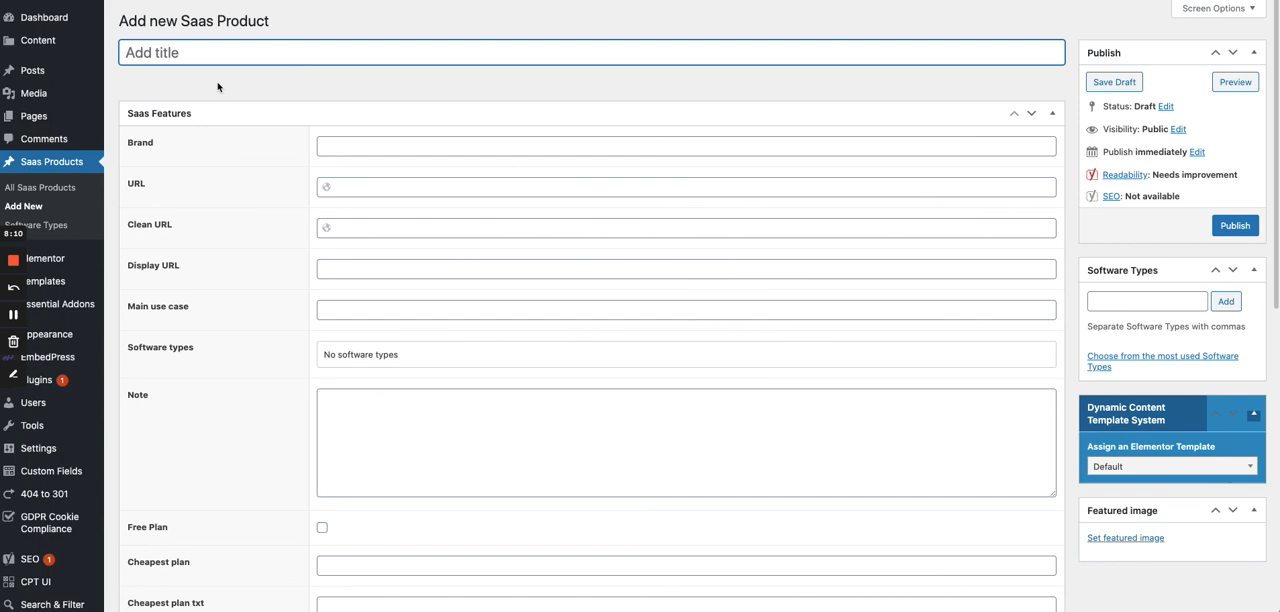 Dashboard
Content
Posts
Media
Pages
Comments
Saas Products
All Saas Products
Add New
Software Types
8:10
lementor
emplates
ssential Addons
ppearance
EmbedPress
lugins 1
Users
Tools
Settings
Custom Fields
404 to 301
GDPR Cookie
Compliance
SEO 1
CPT UI
Search & Filter
Screen Options
Add new Saas Product
Add title
Saas Features
Brand
URL
Clean URL
Display URL
Main use case
Software types
No software types
Note
Free Plan
Cheapest plan
Cheapest plan txt
Publish
Save Draft
Preview
Status: Draft Edit
Visibility: Public Edit
Publish immediately Edit
Readability: Needs improvement
SEO: Not available
Publish
Software Types
Add
Separate Software Types with commas
Choose from the most used Software
Types
Dynamic Content
Template System
Assign an Elementor Template
Default
Featured image
Set featured image